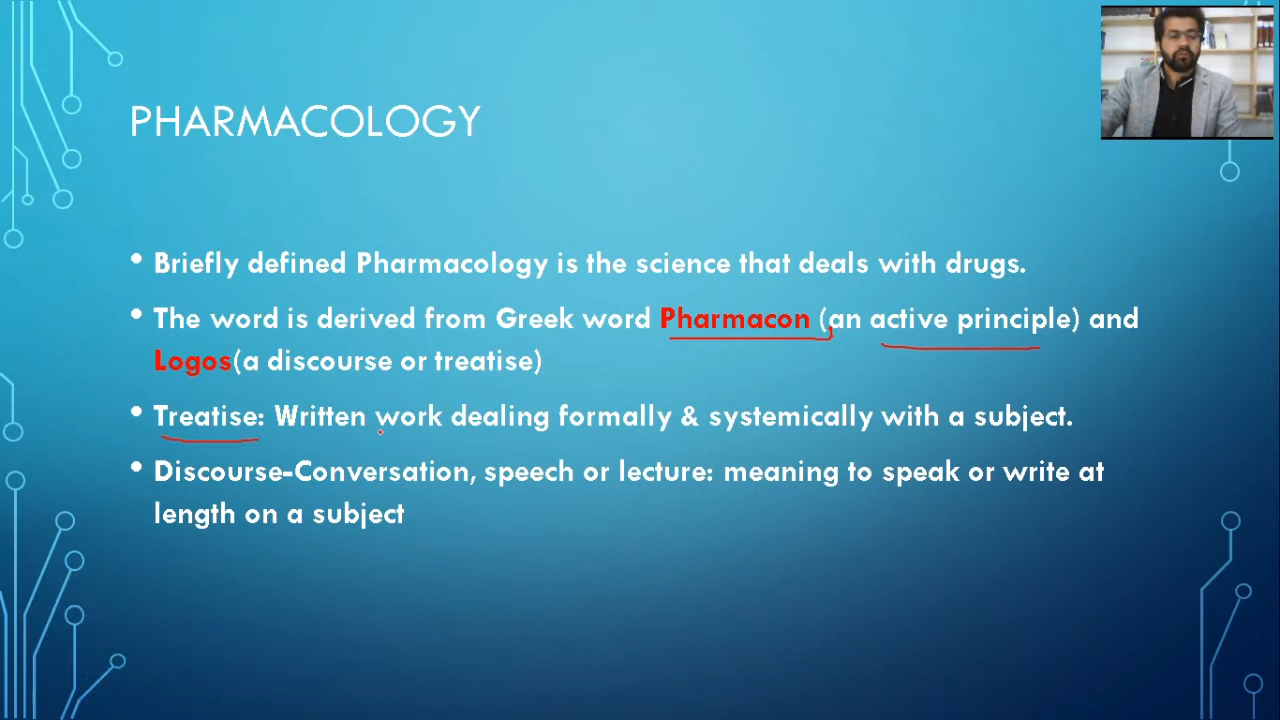 PHARMACOLOGY
• Briefly defined Pharmacology is the science that deals with drugs.
• The word is derived from Greek word Pharmacon (an active principle) and
Logos(a discourse or treatise)
• Treatise: Written work dealing formally & systemically with a subject.
• Discourse-Conversation, speech or lecture: meaning to speak or write at
length on a subject